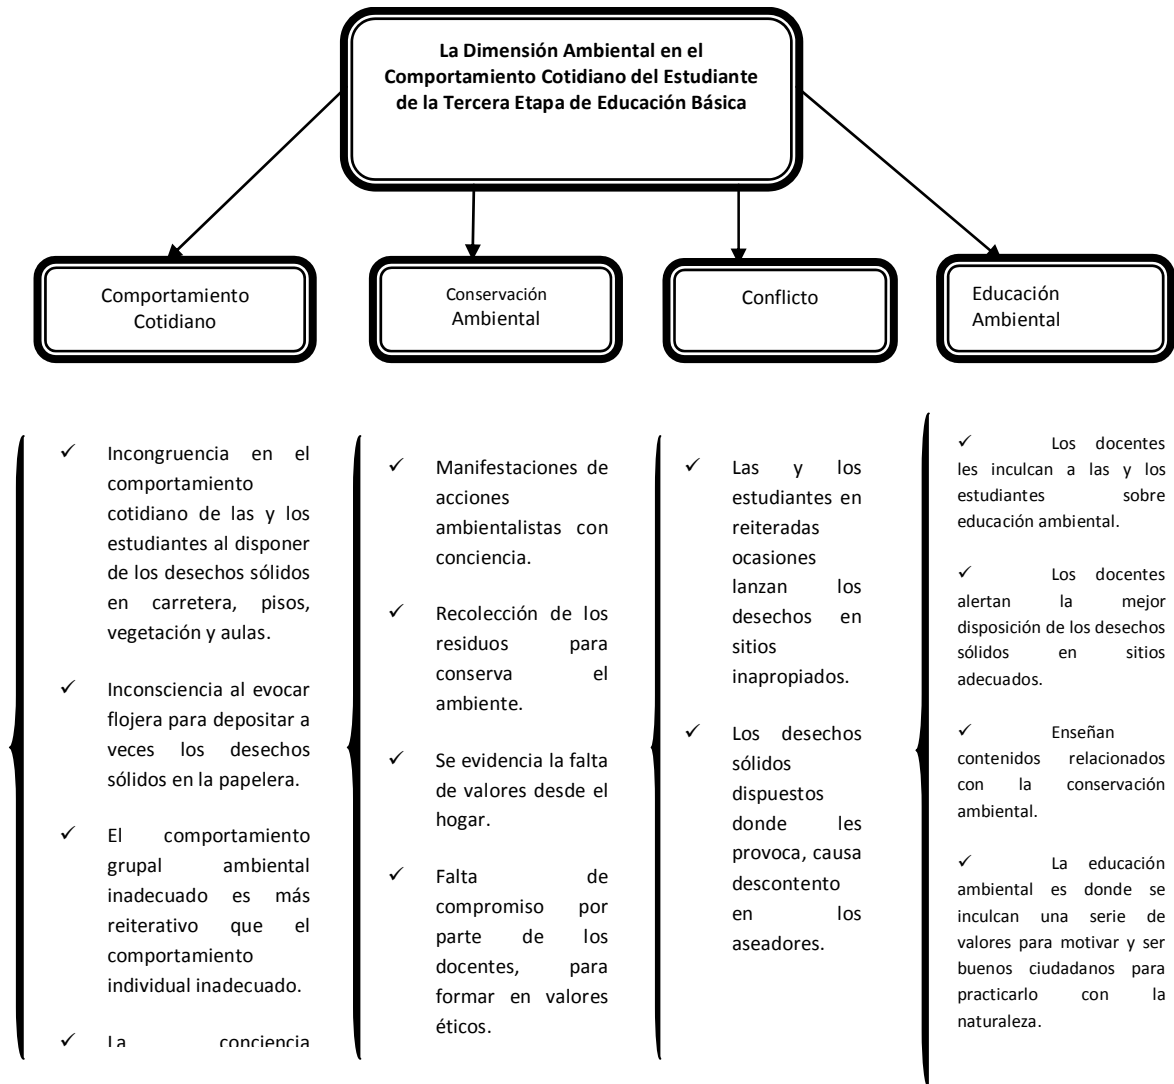 La Dimensión Ambiental en el
Comportamiento Cotidiano del Estudiante
de la Tercera Etapa de Educación Básica
Comportamiento
Cotidiano
Conservación
Ambiental
Conflicto
Educación
Ambiental
✓ Incongruencia en el
comportamiento
cotidiano de las y los
estudiantes al disponer
de los desechos sólidos
en carretera, pisos,
vegetación y aulas.
✓ Inconsciencia al evocar
flojera para depositar a
veces los desechos
sólidos en la papelera.
✓ El comportamiento
grupal ambiental
inadecuado es más
reiterativo que el
comportamiento
individual inadecuado.
✓ La conciencia
✓ Manifestaciones de
acciones
ambientalistas con
conciencia.
✓ Recolección de los
residuos para
conserva el
ambiente.
✓ Se evidencia la falta
de valores desde el
hogar.
✓ Falta de
compromiso por
parte de los
docentes, para
formar en valores
éticos.
✓ Las y los
estudiantes en
reiteradas
ocasiones
lanzan los
desechos en
sitios
inapropiados.
✓ Los desechos
sólidos
dispuestos
donde les
provoca, causa
descontento
en los
aseadores.
✓ Los docentes
les inculcan a las y los
estudiantes sobre
educación ambiental.
✓ Los docentes
alertan la mejor
disposición de los desechos
sólidos en sitios
adecuados.
✓ Enseñan
contenidos relacionados
con la conservación
ambiental.
✓ La educación
ambiental es donde se
inculcan una serie de
valores para motivar y ser
buenos ciudadanos para
practicarlo con la
naturaleza.